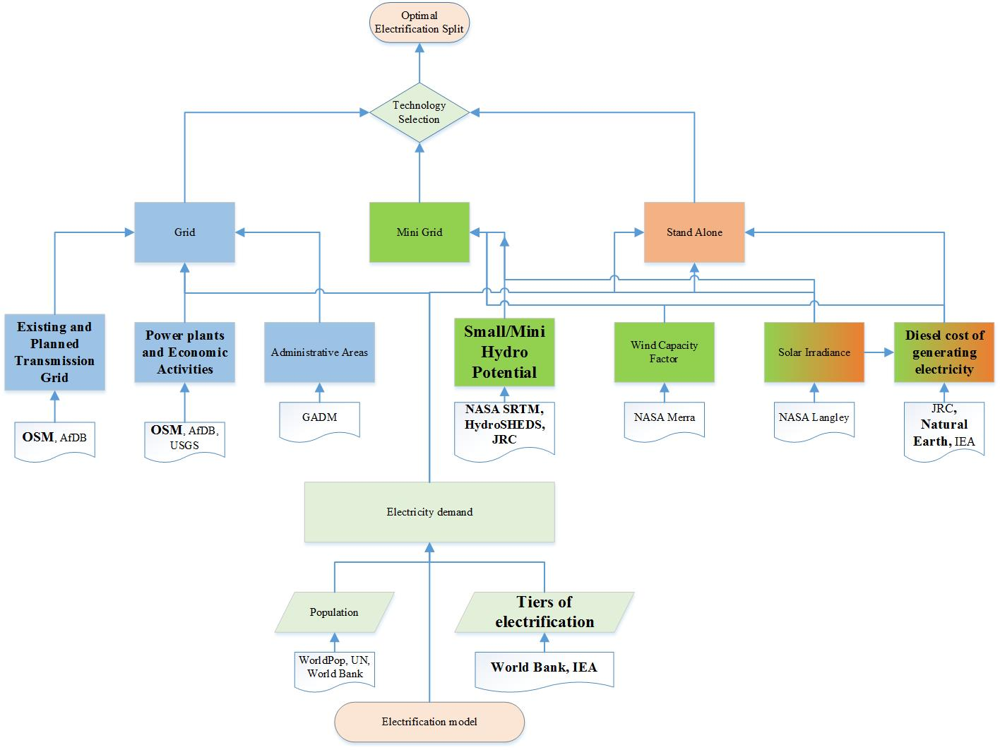 Optimal
Electrification Split
Technology
Selection
Grid
Mini Grid
Stand Alone
Existing and
Planned
Transmission
Grid
Power plants
and Economic
Activities
Administrative Areas
Small/Mini
Hydro
Potential
Wind Capacity
Factor
Solar Irradiance
Diesel cost of
generating
electricity
OSM, AfDB
OSM, AfDB,
USGS
GADM
NASA SRTM,
HydroSHEDS,
JRC
NASA Merra
NASA Langley
JRC, 
Natural
Earth, IEA
Electricity demand
Population
Tiers of
electrification
WorldPop, UN,
World Bank
World Bank, IEA
Electrification model